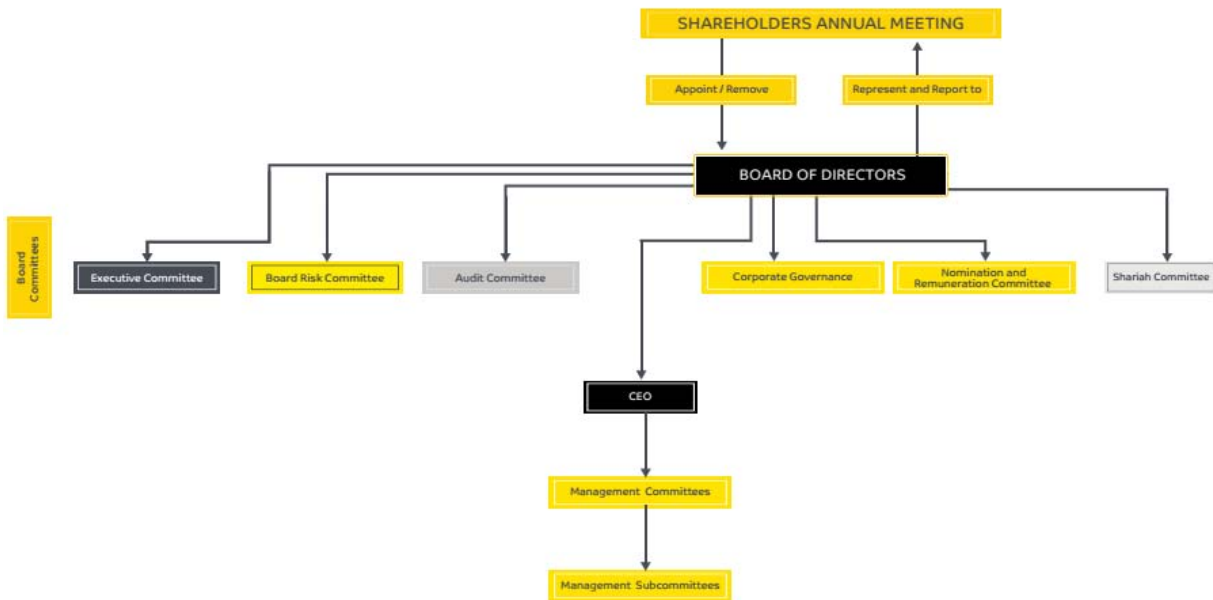 SHAREHOLDERS ANNUAL MEETING
Appoint / Remove
Represent and Report to
BOARD OF DIRECTORS
Board
Committees
Executive Committee
Board Risk Committee
Audit Committee
Corporate Governance
Nomination and
Remuneration Committee
Shariah Committee
CEO
Management Committees
Management Subcommittees